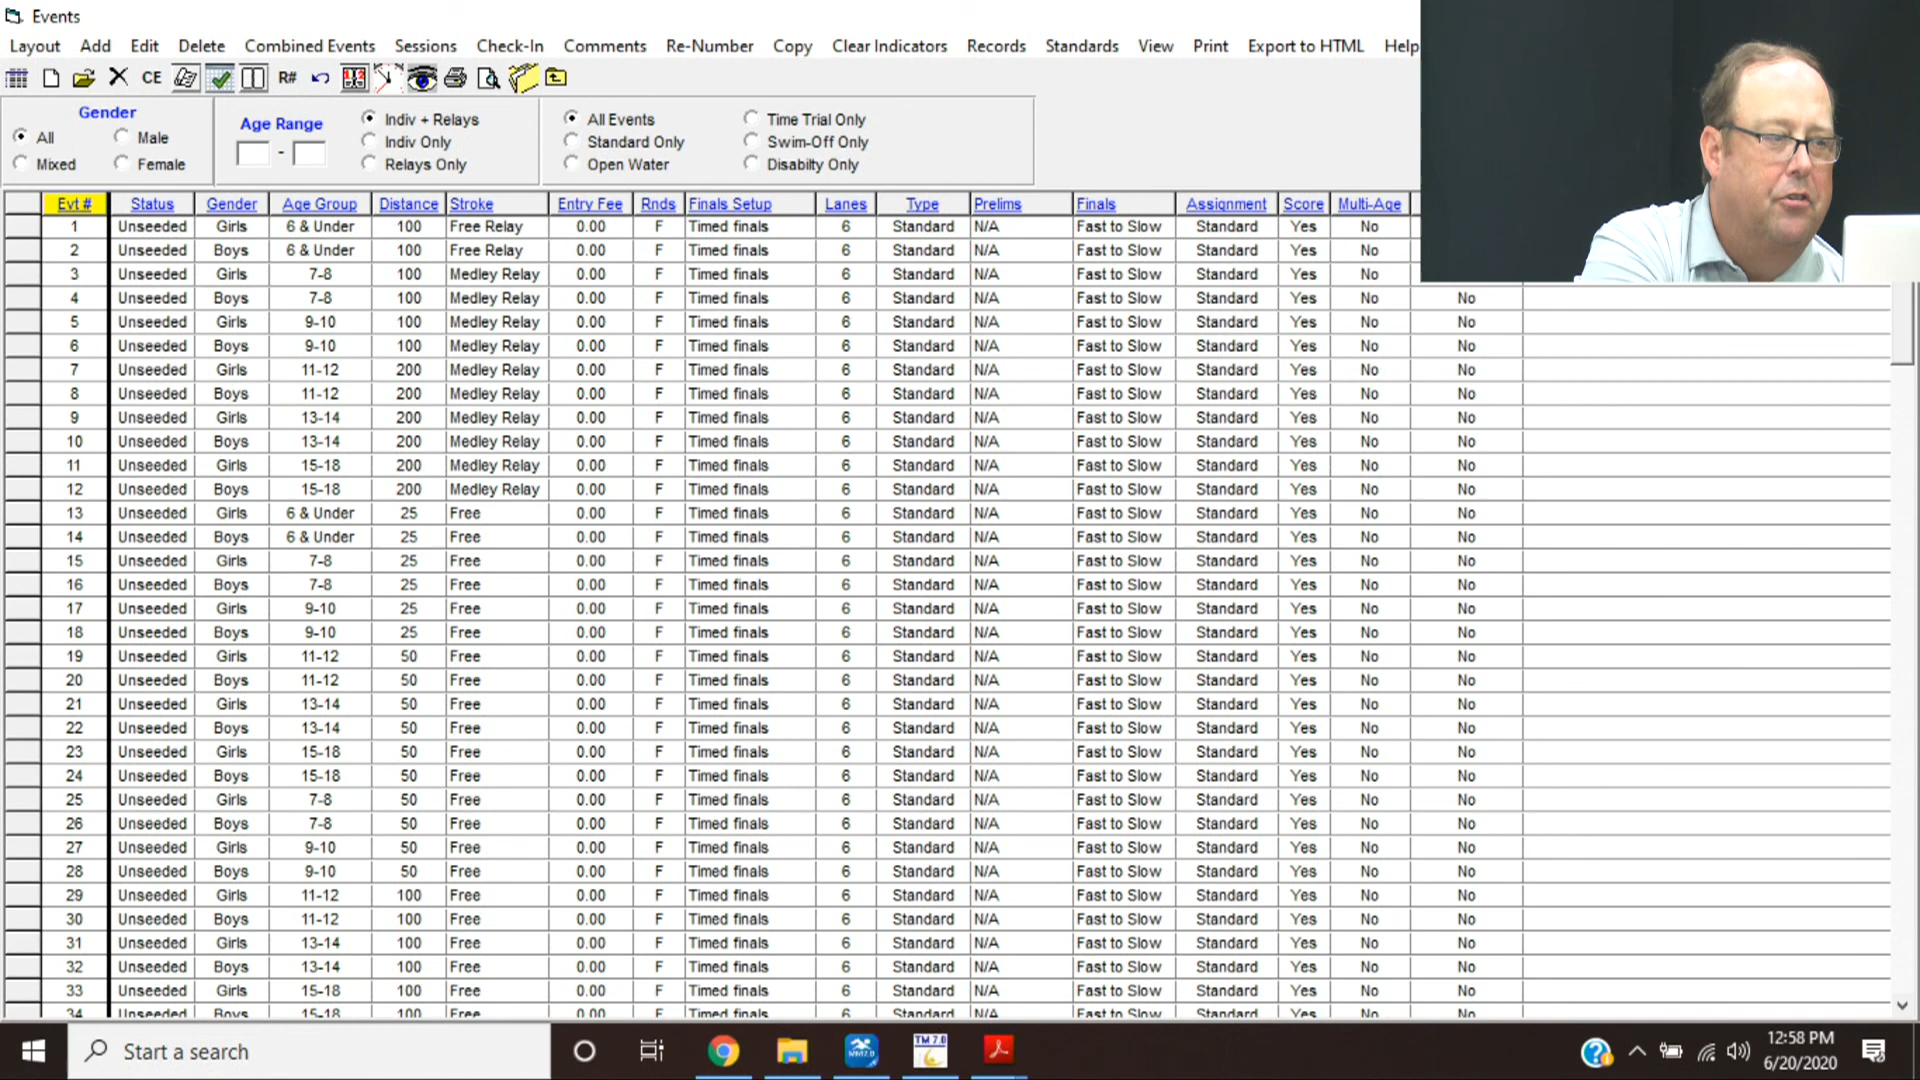 Events
Layout Add Edit Delete Combined Events Sessions Check-In Comments Re-Number Copy Clear Indicators Records Standards View Print Export to HTML Help
CE R#
Gender
All Male
Mixed Female
Age Range
-
Indiv + Relays
Indiv Only
Relays Only
All Events
Standard Only
Open Water
Time Trial Only
Swim-Off Only
Disabilty Only
Evt # Status Gender Age Group Distance Stroke Entry Fee Rnds Finals Setup Lanes Type Prelims Finals Assignment Score Multi-Age
1 Unseeded Girls 6 & Under 100 Free Relay 0.00 F Timed finals 6 Standard N/A Fast to Slow Standard Yes No
2 Unseeded Boys 6 & Under 100 Free Relay 0.00 F Timed finals 6 Standard N/A Fast to Slow Standard Yes No
3 Unseeded Girls 7-8 100 Medley Relay 0.00 F Timed finals 6 Standard N/A Fast to Slow Standard Yes No
4 Unseeded Boys 7-8 100 Medley Relay 0.00 F Timed finals 6 Standard N/A Fast to Slow Standard Yes No No
5 Unseeded Girls 9-10 100 Medley Relay 0.00 F Timed finals 6 Standard N/A Fast to Slow Standard Yes No No
6 Unseeded Boys 9-10 100 Medley Relay 0.00 F Timed finals 6 Standard N/A Fast to Slow Standard Yes No No
7 Unseeded Girls 11-12 200 Medley Relay 0.00 F Timed finals 6 Standard N/A Fast to Slow Standard Yes No No
8 Unseeded Boys 11-12 200 Medley Relay 0.00 F Timed finals 6 Standard N/A Fast to Slow Standard Yes No No
9 Unseeded Girls 13-14 200 Medley Relay 0.00 F Timed finals 6 Standard N/A Fast to Slow Standard Yes No No
10 Unseeded Boys 13-14 200 Medley Relay 0.00 F Timed finals 6 Standard N/A Fast to Slow Standard Yes No No
11 Unseeded Girls 15-18 200 Medley Relay 0.00 F Timed finals 6 Standard N/A Fast to Slow Standard Yes No No
12 Unseeded Boys 15-18 200 Medley Relay 0.00 F Timed finals 6 Standard N/A Fast to Slow Standard Yes No No
13 Unseeded Girls 6 & Under 25 Free 0.00 F Timed finals 6 Standard N/A Fast to Slow Standard Yes No No
14 Unseeded Boys 6 & Under 25 Free 0.00 F Timed finals 6 Standard N/A Fast to Slow Standard Yes No No
15 Unseeded Girls 7-8 25 Free 0.00 F Timed finals 6 Standard N/A Fast to Slow Standard Yes No No
16 Unseeded Boys 7-8 25 Free 0.00 F Timed finals 6 Standard N/A Fast to Slow Standard Yes No No
17 Unseeded Girls 9-10 25 Free 0.00 F Timed finals 6 Standard N/A Fast to Slow Standard Yes No No
18 Unseeded Boys 9-10 25 Free 0.00 F Timed finals 6 Standard N/A Fast to Slow Standard Yes No No
19 Unseeded Girls 11-12 50 Free 0.00 F Timed finals 6 Standard N/A Fast to Slow Standard Yes No No
20 Unseeded Boys 11-12 50 Free 0.00 F Timed finals 6 Standard N/A Fast to Slow Standard Yes No No
21 Unseeded Girls 13-14 50 Free 0.00 F Timed finals 6 Standard N/A Fast to Slow Standard Yes No No
22 Unseeded Boys 13-14 50 Free 0.00 F Timed finals 6 Standard N/A Fast to Slow Standard Yes No No
23 Unseeded Girls 15-18 50 Free 0.00 F Timed finals 6 Standard N/A Fast to Slow Standard Yes No No
24 Unseeded Boys 15-18 50 Free 0.00 F Timed finals 6 Standard N/A Fast to Slow Standard Yes No No
25 Unseeded Girls 7-8 50 Free 0.00 F Timed finals 6 Standard N/A Fast to Slow Standard Yes No No
26 Unseeded Boys 7-8 50 Free 0.00 F Timed finals 6 Standard N/A Fast to Slow Standard Yes No No
27 Unseeded Girls 9-10 50 Free 0.00 F Timed finals 6 Standard N/A Fast to Slow Standard Yes No No
28 Unseeded Boys 9-10 50 Free 0.00 F Timed finals 6 Standard N/A Fast to Slow Standard Yes No No
29 Unseeded Girls 11-12 100 Free 0.00 F Timed finals 6 Standard N/A Fast to Slow Standard Yes No No
30 Unseeded Boys 11-12 100 Free 0.00 F Timed finals 6 Standard N/A Fast to Slow Standard Yes No No
31 Unseeded Girls 13-14 100 Free 0.00 F Timed finals 6 Standard N/A Fast to Slow Standard Yes No No
32 Unseeded Boys 13-14 100 Free 0.00 F Timed finals 6 Standard N/A Fast to Slow Standard Yes No No
33 Unseeded Girls 15-18 100 Free 0.00 F Timed finals 6 Standard N/A Fast to Slow Standard Yes No No
34 Unseeded Boys 15-18 100 Free 0.00 F Timed finals 6 Standard N/A Fast to Slow Standard Yes No No
Start a search
MM7.0
TM 7.0
12:58 PM
6/20/2020